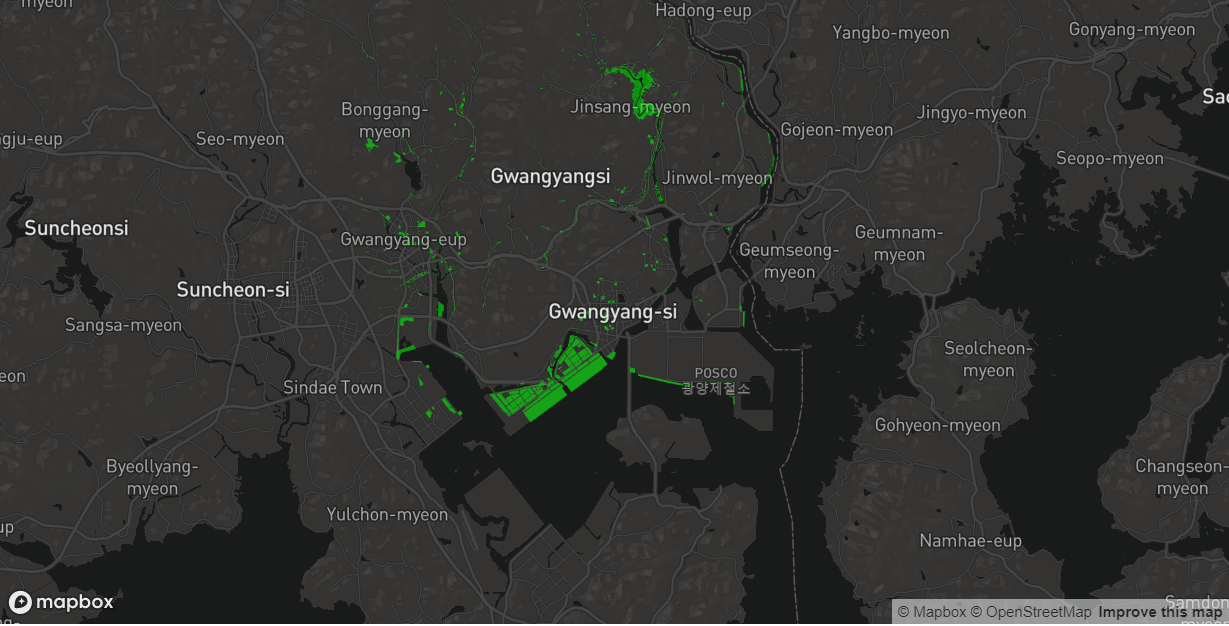 myeon
Hadong-eup
Yangbo-myeon
Gonyang-myeon
Bonggang-
myeon
Jinsang-myeon
Jingyo-myeon
Gojeon-myeon
gju-eup
Seo-myeon
Seopo-myeon
Gwangyangsi
Jinwol-myeon
Suncheonsi
Gwangyang-eup
Geumseong-
myeon
Geumnam-
myeon
Suncheon-si
Gwangyang-si
Sangsa-myeon
Seolcheon-
myeon
eon
POSCO
광양제철소
Sindae Town
Gohyeon-myeon
Byeollyang-
myeon
Changseon-
myeon
Yulchon-myeon
up
Namhae-eup
mapbox
Samdon
© Mapbox © OpenStreetMap Improve this map